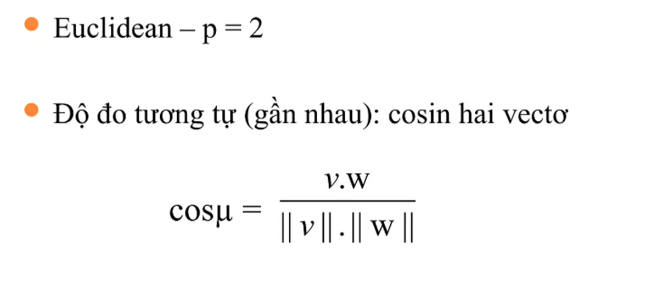 • Euclidean – p = 2
• Độ đo tương tự (gần nhau): cosin hai vectơ
cosμ = v.w / || v || . || w ||